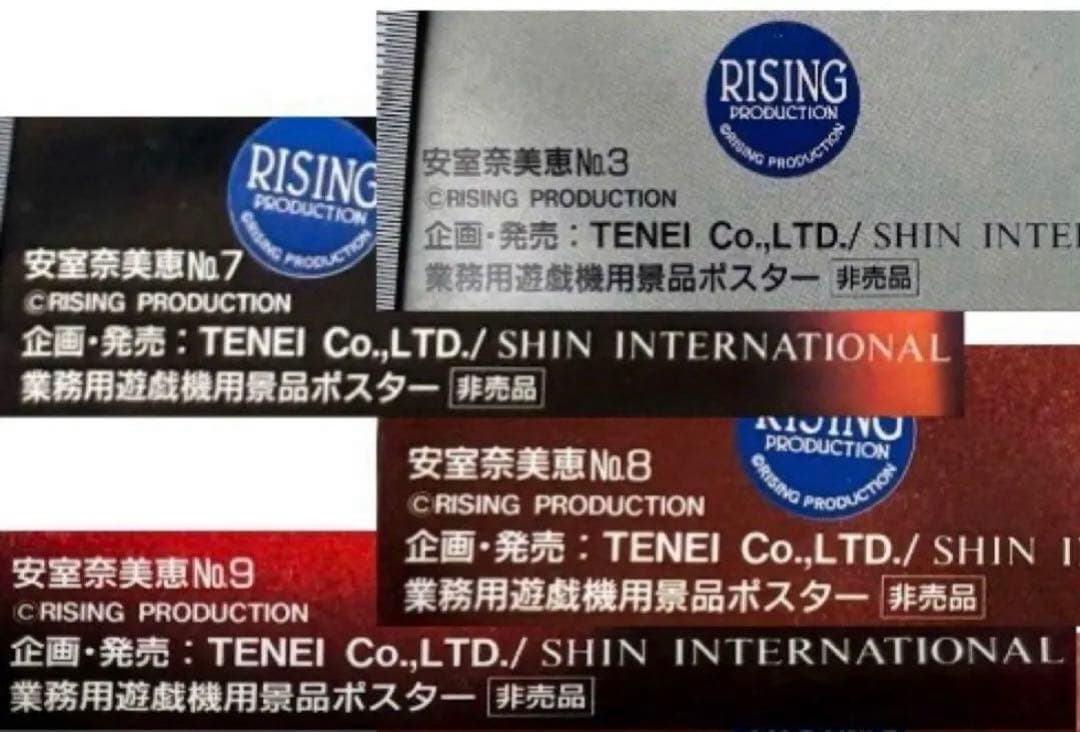 RISING
PRODUCTION
©RISING PRODUCTION
安室奈美恵No.3
©RISING PRODUCTION
企画・発売：TENEI Co.,LTD./ SHIN INTE
業務用遊戯機用景品ポスター 非売品
RISING
PRODUCTION
©RISING PRODUCTION
安室奈美恵No.7
©RISING PRODUCTION
企画・発売：TENEI Co.,LTD./ SHIN INTERNATIONAL
業務用遊戯機用景品ポスター 非売品
RISING
PRODUCTION
©RISING PRODUCTION
安室奈美恵No.8
©RISING PRODUCTION
企画・発売：TENEI Co.,LTD./ SHIN I
業務用遊戯機用景品ポスター 非売品
安室奈美恵No.9
©RISING PRODUCTION
企画・発売：TENEI Co.,LTD./ SHIN INTERNATIONAL
業務用遊戯機用景品ポスター 非売品